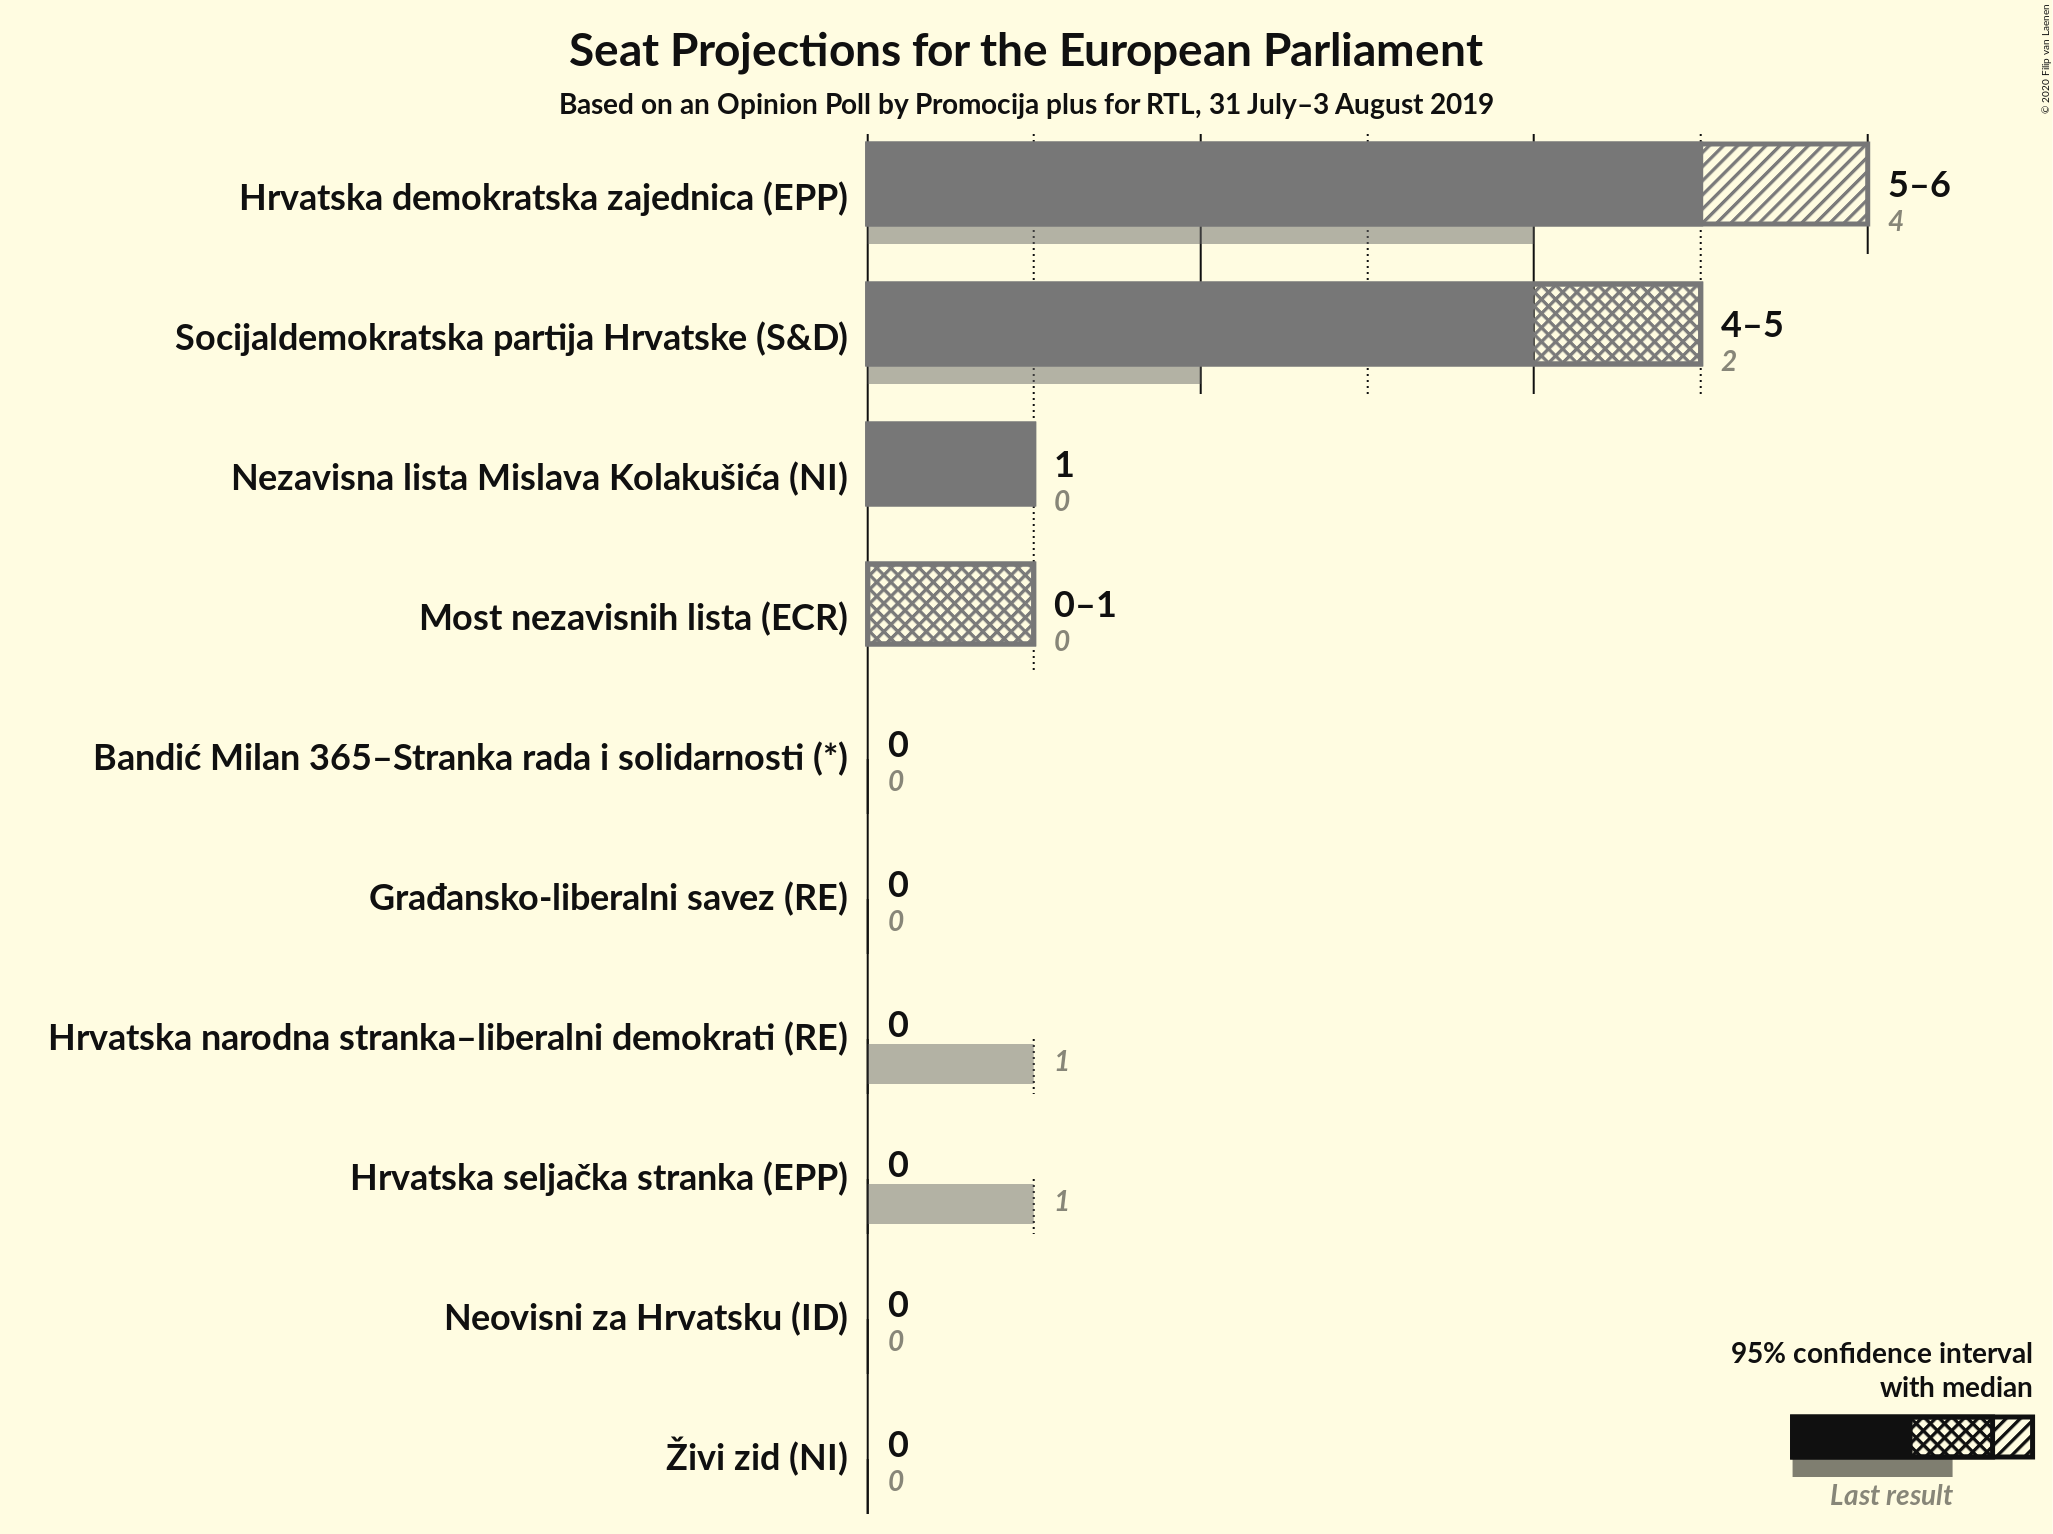 Seat Projections for the European Parliament
Based on an Opinion Poll by Promocija plus for RTL, 31 July–3 August 2019
© 2020 Filip van Laenen
Hrvatska demokratska zajednica (EPP)
5–6
4
Socijaldemokratska partija Hrvatske (S&D)
4–5
2
Nezavisna lista Mislava Kolakušića (NI)
1
0
Most nezavisnih lista (ECR)
0–1
0
Bandić Milan 365–Stranka rada i solidarnosti (*)
0
0
Građansko-liberalni savez (RE)
0
0
Hrvatska narodna stranka–liberalni demokrati (RE)
0
1
Hrvatska seljačka stranka (EPP)
0
1
Neovisni za Hrvatsku (ID)
0
0
Živi zid (NI)
0
0
95% confidence interval
with median
Last result